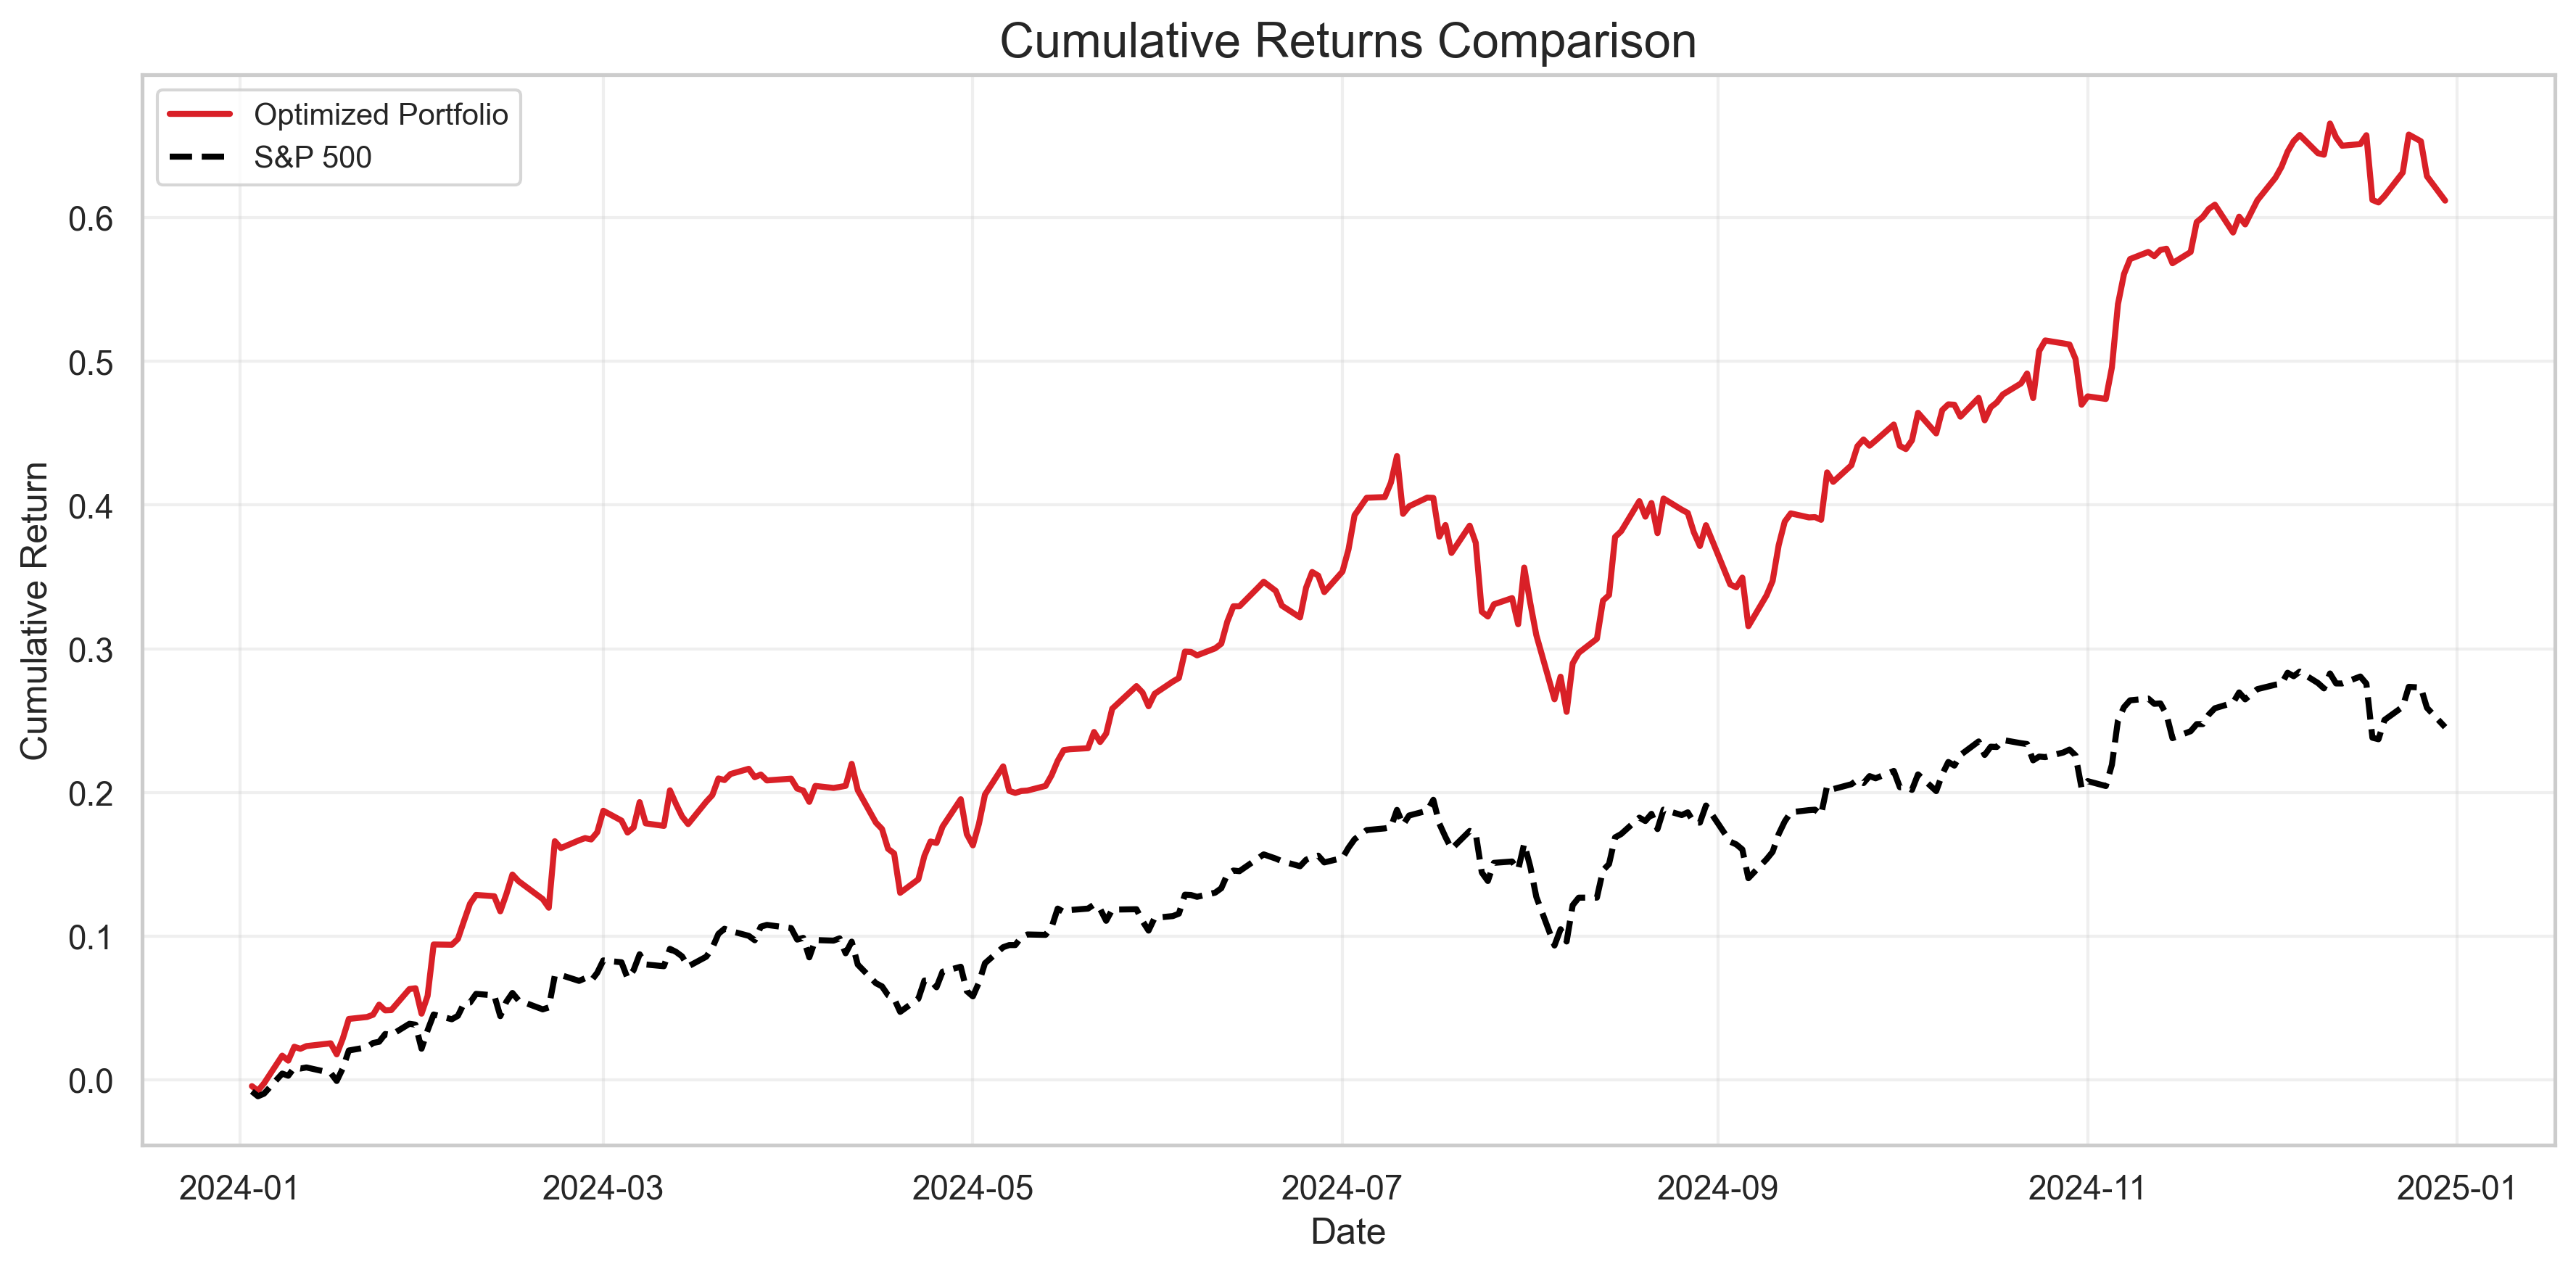 Cumulative Returns Comparison
Optimized Portfolio
S&P 500
Cumulative Return
0.6
0.5
0.4
0.3
0.2
0.1
0.0
2024-01 2024-03 2024-05 2024-07 2024-09 2024-11 2025-01
Date